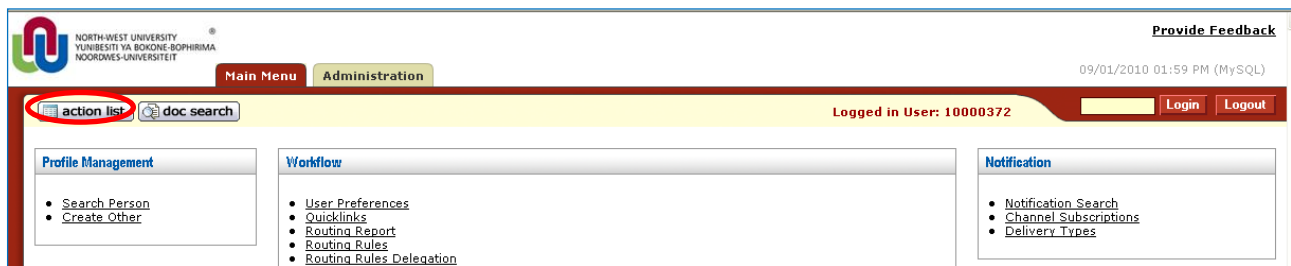 NORTH-WEST UNIVERSITY ®
YUNIBESITI YA BOKONE-BOPHIRIMA
NOORDWES-UNIVERSITEIT
Provide Feedback
Main Menu Administration
09/01/2010 01:59 PM (MySQL)
action list doc search
Logged in User: 10000372
Login Logout
Profile Management
• Search Person
• Create Other
Workflow
• User Preferences
• Quicklinks
• Routing Report
• Routing Rules
• Routing Rules Delegation
Notification
• Notification Search
• Channel Subscriptions
• Delivery Types